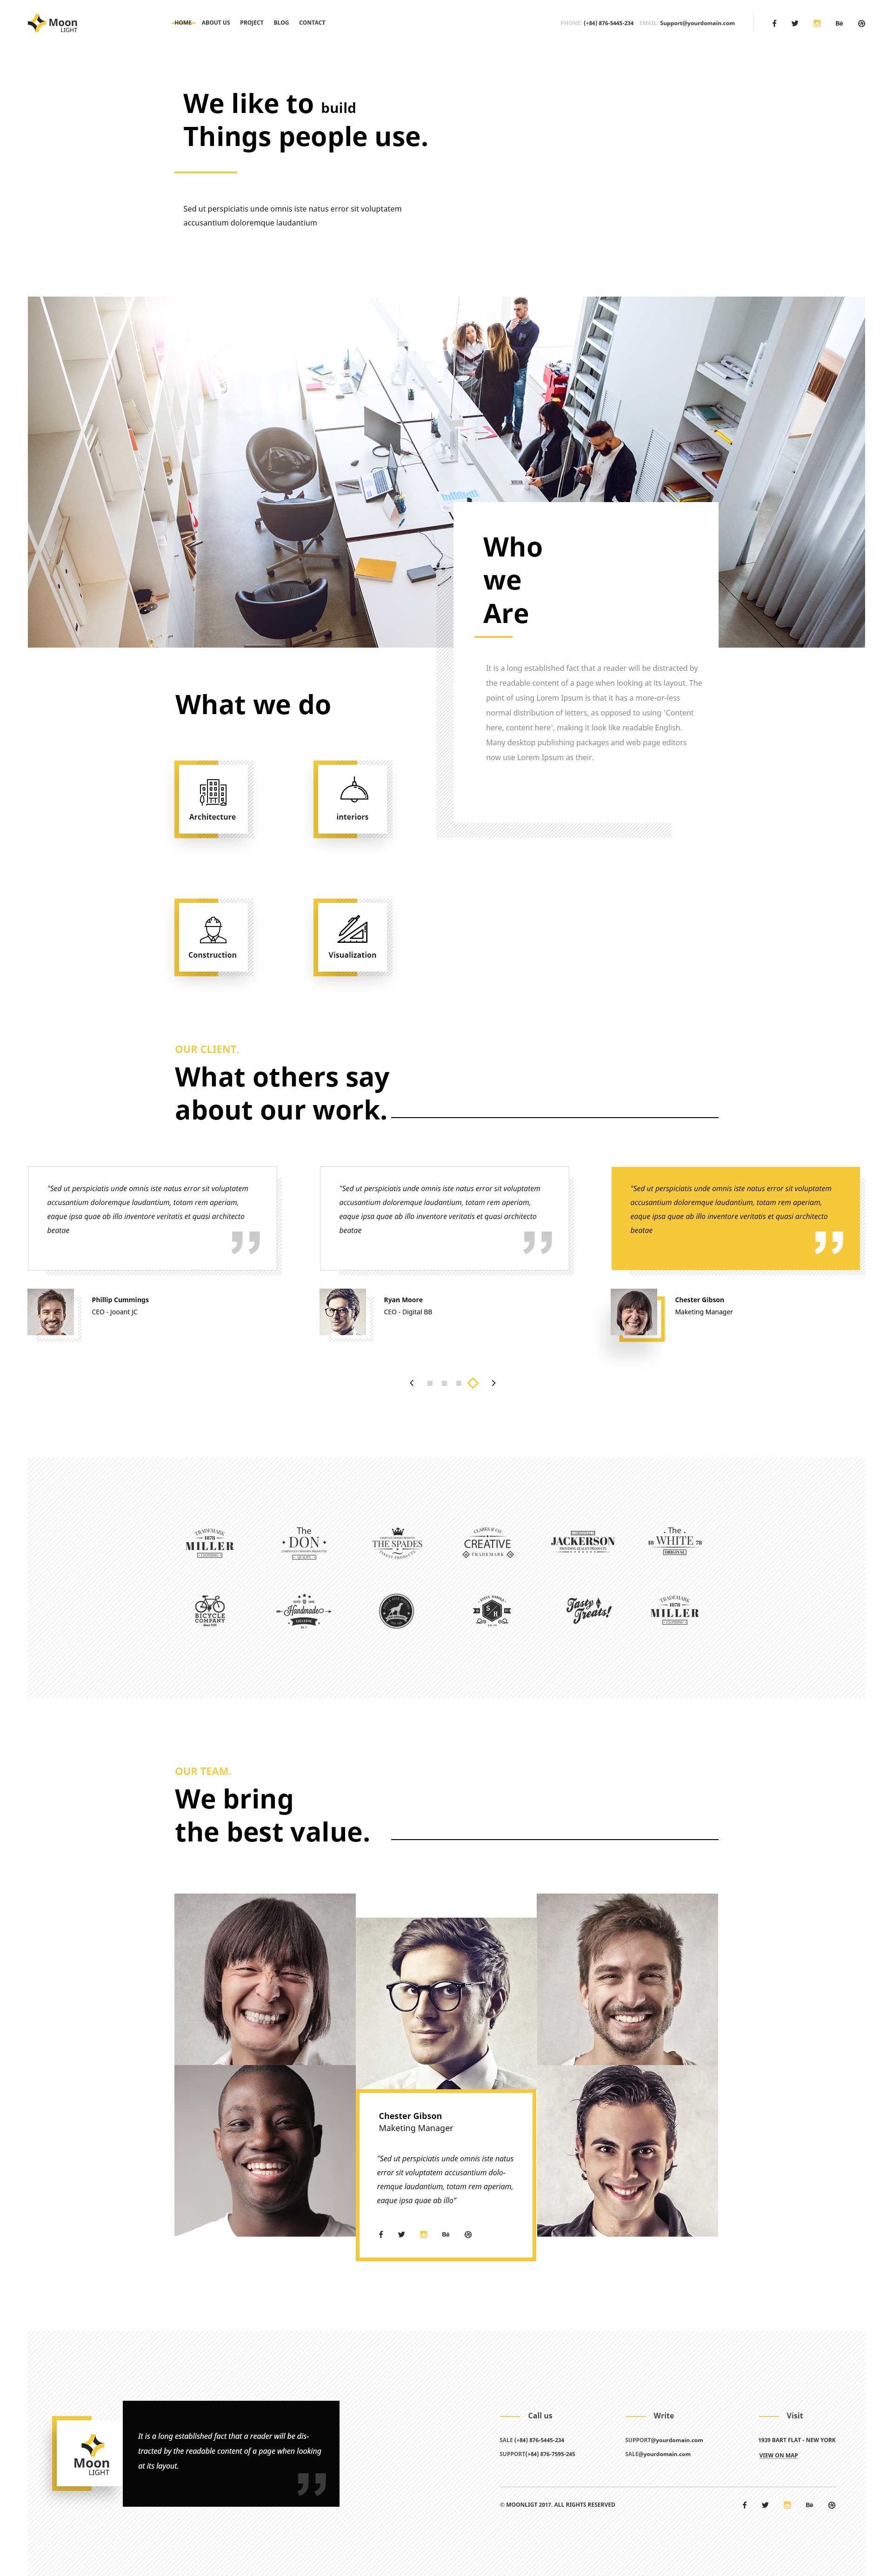 Moon
LIGHT
HOME ABOUT US PROJECT BLOG CONTACT
PHONE: (+84) 876-5445-234 EMAIL: Support@yourdomain.com
Bē
We like to build
Things people use.
Sed ut perspiciatis unde omnis iste natus error sit voluptatem
accusantium doloremque laudantium
Who
we
Are
It is a long established fact that a reader will be distracted by
the readable content of a page when looking at its layout. The
point of using Lorem Ipsum is that it has a more-or-less
normal distribution of letters, as opposed to using 'Content
here, content here', making it look like readable English.
Many desktop publishing packages and web page editors
now use Lorem Ipsum as their.
What we do
Architecture
interiors
Construction
Visualization
OUR CLIENT.
What others say
about our work.
"Sed ut perspiciatis unde omnis iste natus error sit voluptatem
accusantium doloremque laudantium, totam rem aperiam,
eaque ipsa quae ab illo inventore veritatis et quasi architecto
beatae
Phillip Cummings
CEO - Jooant JC
"Sed ut perspiciatis unde omnis iste natus error sit voluptatem
accusantium doloremque laudantium, totam rem aperiam,
eaque ipsa quae ab illo inventore veritatis et quasi architecto
beatae
Ryan Moore
CEO - Digital BB
"Sed ut perspiciatis unde omnis iste natus error sit voluptatem
accusantium doloremque laudantium, totam rem aperiam,
eaque ipsa quae ab illo inventore veritatis et quasi architecto
beatae
Chester Gibson
Maketing Manager
TRADEMARK
1878
MILLER
The
DON
THE SPADES
FINEST PRODUCTS
CLARKS & CO
CREATIVE
TRADEMARK
JACKERSON
The
18 WHITE 78
ORIGINAL
BICYCLE
COMPANY
Handmade
S H
Tasty
Treats!
TRADEMARK
1878
MILLER
OUR TEAM.
We bring
the best value.
Chester Gibson
Maketing Manager
"Sed ut perspiciatis unde omnis iste natus
error sit voluptatem accusantium dolo-
remque laudantium, totam rem aperiam,
eaque ipsa quae ab illo"
Bē
Moon
LIGHT
It is a long established fact that a reader will be dis-
tracted by the readable content of a page when looking
at its layout.
Call us
SALE (+84) 876-5445-234
SUPPORT(+84) 876-7595-245
Write
SUPPORT@yourdomain.com
SALE@yourdomain.com
Visit
1939 BART FLAT - NEW YORK
VIEW ON MAP
© MOONLIGT 2017. ALL RIGHTS RESERVED
Bē